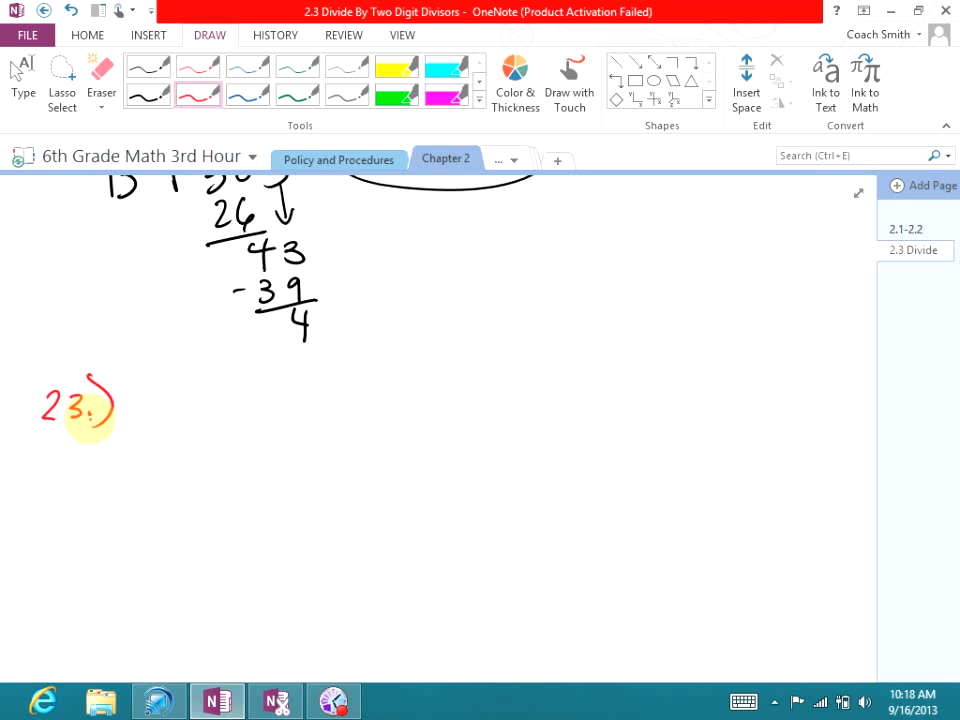 2.3 Divide By Two Digit Divisors - OneNote (Product Activation Failed)
FILE HOME INSERT DRAW HISTORY REVIEW VIEW Coach Smith
Type Lasso Select Eraser Color & Thickness Draw with Touch Insert Space Ink to Text Ink to Math
Tools Shapes Edit Convert
6th Grade Math 3rd Hour Policy and Procedures Chapter 2 ... + Search (Ctrl+E)
Add Page
2.1-2.2
2.3 Divide
26
43
-39
4
23.)
10:18 AM
9/16/2013